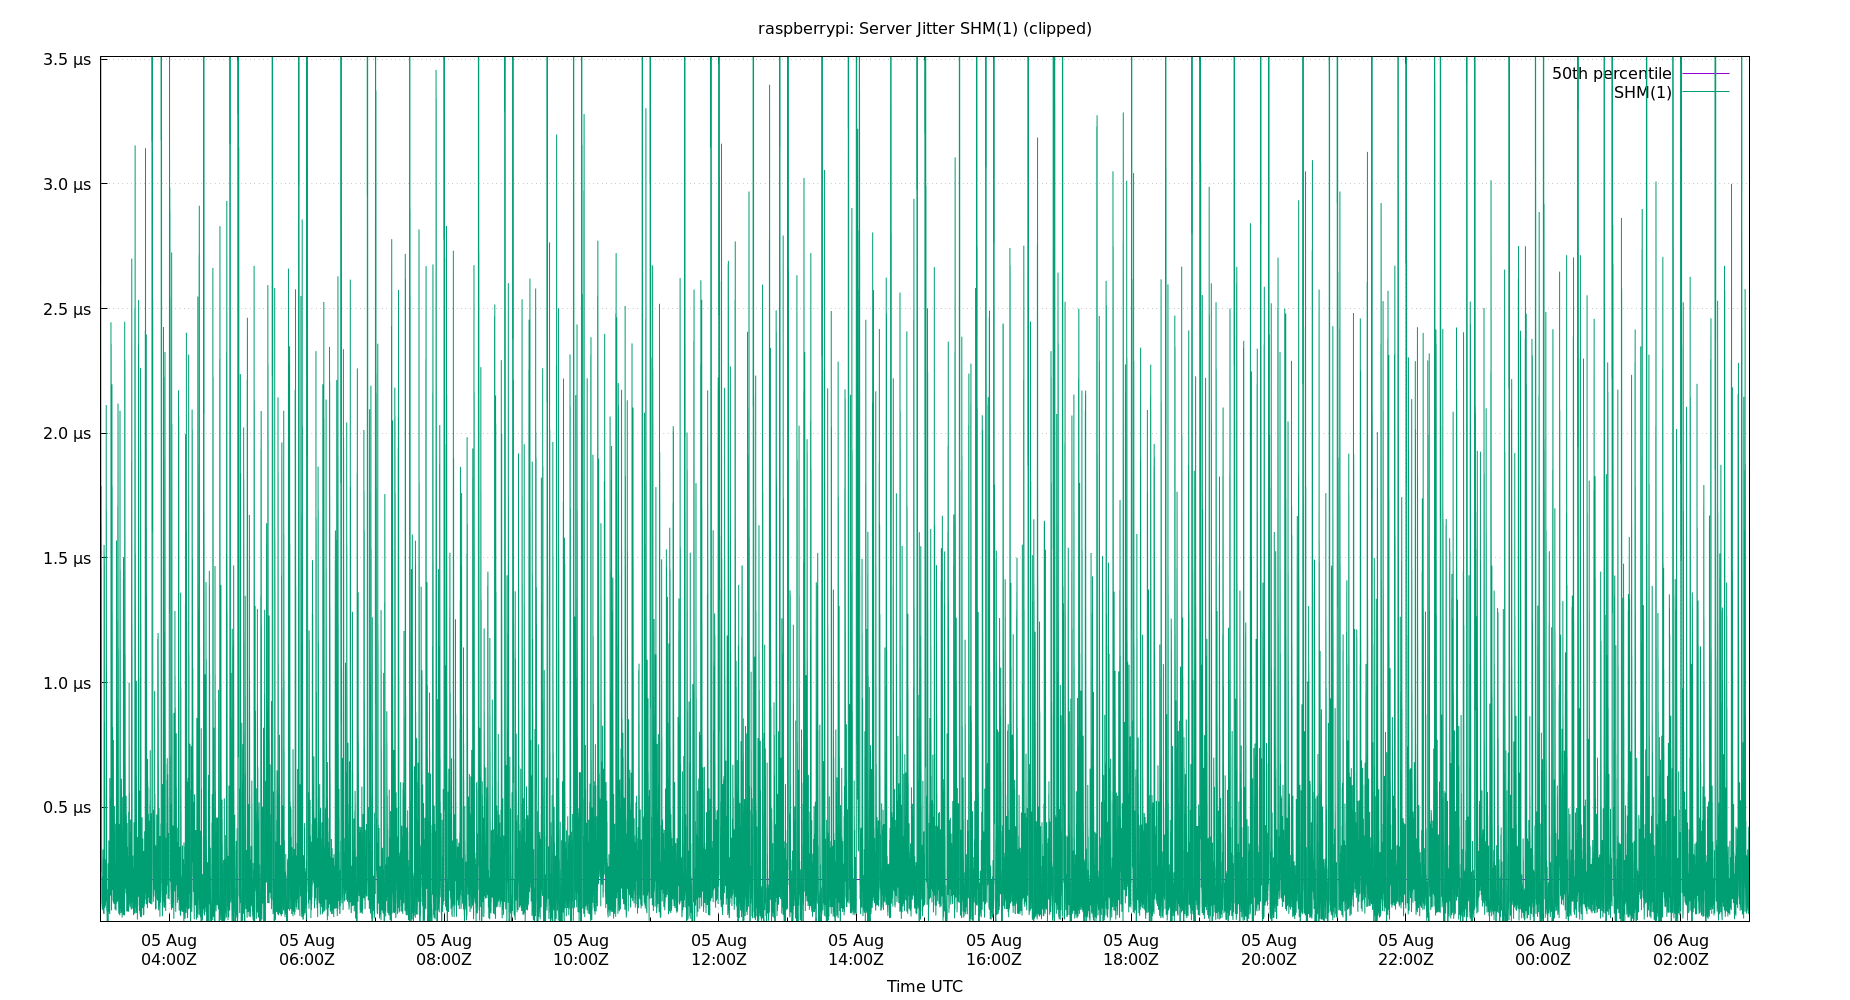 raspberrypi: Server Jitter SHM(1) (clipped)
3.5 µs
50th percentile
SHM(1)
3.0 µs
2.5 µs
2.0 µs
1.5 µs
1.0 µs
0.5 µs
05 Aug 05 Aug 05 Aug 05 Aug 05 Aug 05 Aug 05 Aug 05 Aug 05 Aug 05 Aug 06 Aug 06 Aug
04:00Z 06:00Z 08:00Z 10:00Z 12:00Z 14:00Z 16:00Z 18:00Z 20:00Z 22:00Z 00:00Z 02:00Z
Time UTC